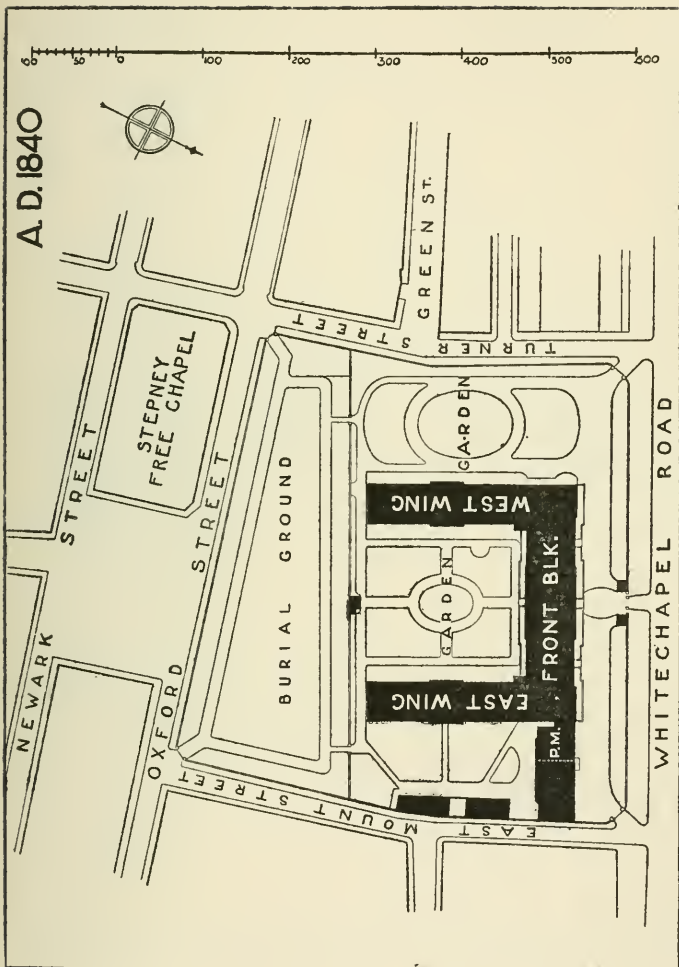 A.D. 1840
60 50 0 100 200 300 400 500 600
NEWARK STREET
STEPNEY
FREE CHAPEL
OXFORD STREET
BURIAL GROUND
TURNER STREET
GREEN ST.
EAST MOUNT STREET
GARDEN
GARDEN
WEST WING
EAST WING
FRONT BLK.
P.M.
WHITECHAPEL ROAD